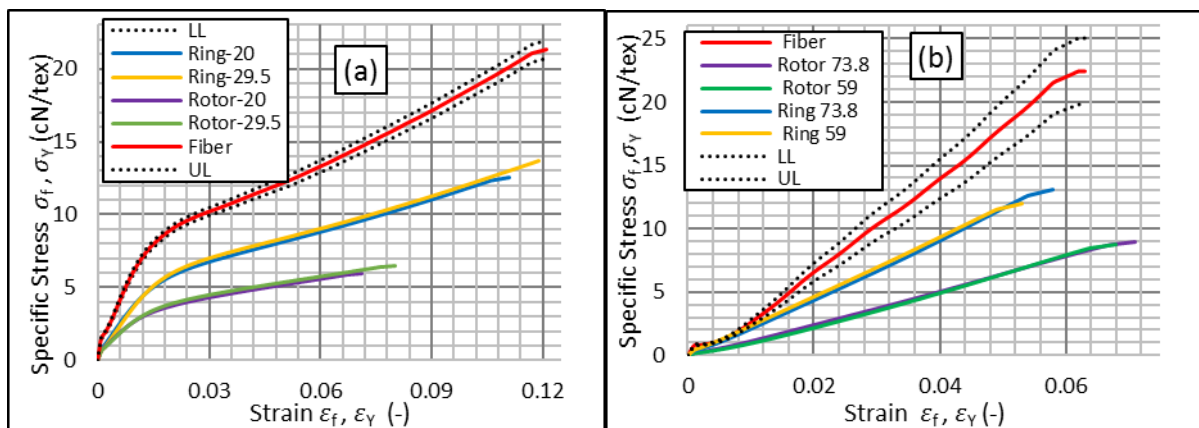 Specific Stress σf , σY (cN/tex)
20
15
10
5
0
LL
Ring-20
Ring-29.5
Rotor-20
Rotor-29.5
Fiber
UL
(a)
0 0.03 0.06 0.09 0.12
Strain εf , εY (-)
Specific Stress σf ,σY (cN/tex)
25
20
15
10
5
0
Fiber
Rotor 73.8
Rotor 59
Ring 73.8
Ring 59
LL
UL
(b)
0 0.02 0.04 0.06
Strain εf , εY (-)